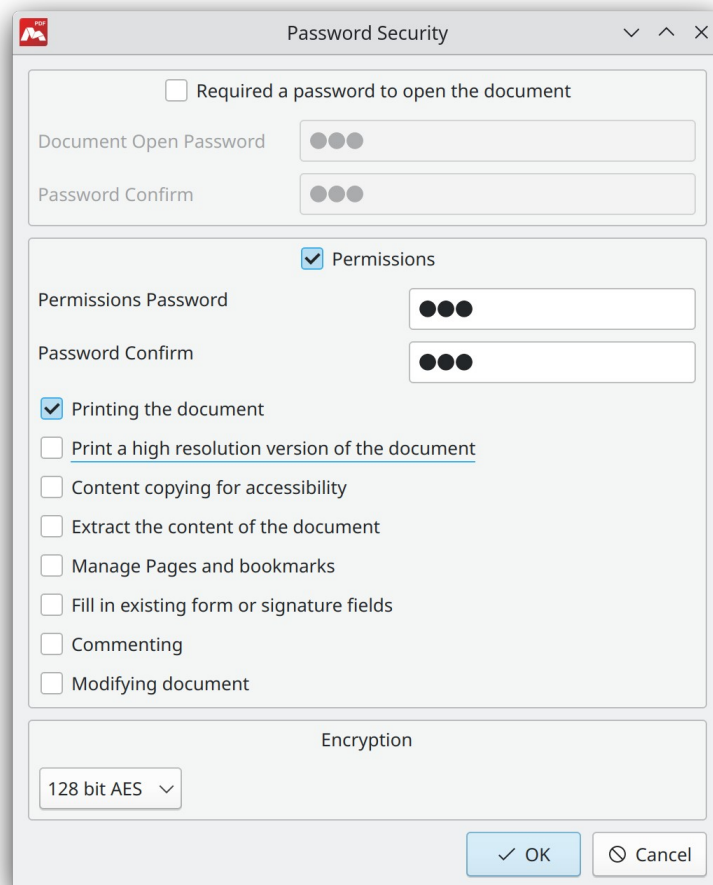 PDF
Password Security
Required a password to open the document
Document Open Password
●●●
Password Confirm
●●●
Permissions
Permissions Password
●●●
Password Confirm
●●●
Printing the document
Print a high resolution version of the document
Content copying for accessibility
Extract the content of the document
Manage Pages and bookmarks
Fill in existing form or signature fields
Commenting
Modifying document
Encryption
128 bit AES
OK
Cancel